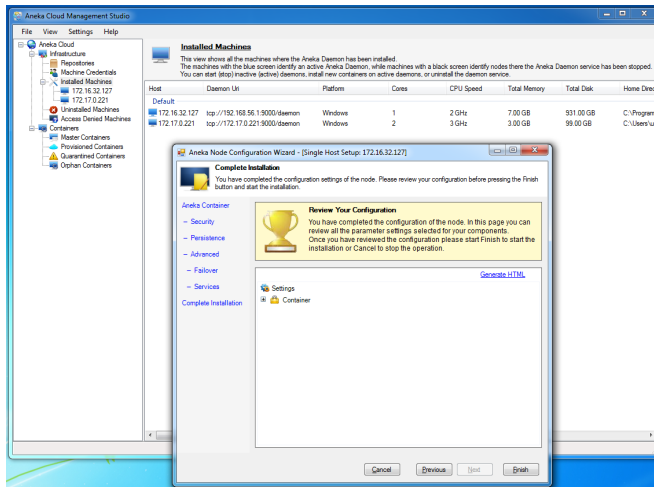 Aneka Cloud Management Studio
File View Settings Help
Aneka Cloud
Infrastructure
Repositories
Machine Credentials
Installed Machines
172.16.32.127
172.17.0.221
Uninstalled Machines
Access Denied Machines
Containers
Master Containers
Provisioned Containers
Quarantined Containers
Orphan Containers
Installed Machines
This view shows all the machines where the Aneka Daemon has been installed.
The machines with the blue screen identify an active Aneka Daemon, while machines with a black screen identify nodes there the Aneka Daemon service has been stopped.
You can start (stop) inactive (active) daemons, install new containers on active daemons, or uninstall the daemon service.
Host Daemon Uri Platform Cores CPU Speed Total Memory Total Disk Home Direc
Default
172.16.32.127 tcp://192.168.56.1:9000/daemon Windows 1 2 GHz 7.00 GB 931.00 GB C:\Program
172.17.0.221 tcp://172.17.0.221:9000/daemon Windows 2 3 GHz 3.00 GB 99.00 GB C:\Users\u
Aneka Node Configuration Wizard - [Single Host Setup: 172.16.32.127]
Complete Installation
You have completed the configuration settings of the node. Please review your configuration before pressing the Finish
button and start the installation.
Aneka Container
– Security
– Persistence
– Advanced
– Failover
– Services
Complete Installation
Review Your Configuration
You have completed the configuration of the node. In this page you can
review all the parameter settings selected for your components.
Once you have reviewed the configuration please start Finish to start the
installation or Cancel to stop the operation.
Generate HTML
Settings
Container
Cancel Previous Next Finish